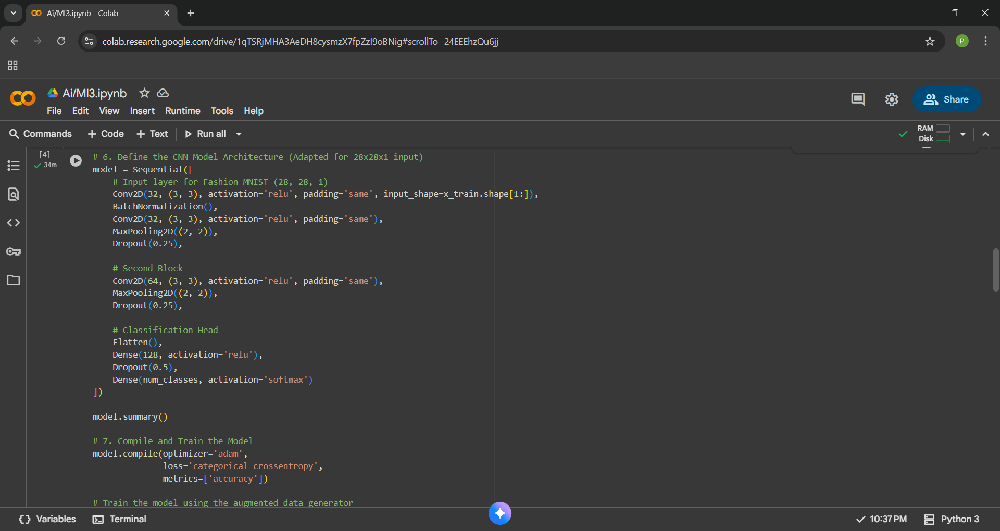 Ai/Ml3.ipynb - Colab
colab.research.google.com/drive/1qTSRjMHA3AeDH8cysmzX7fpZzI9oBNig#scrollTo=24EEEhzQu6jj
P
Ai/Ml3.ipynb
File Edit View Insert Runtime Tools Help
Share
Commands + Code + Text Run all
RAM
Disk
[4]
34m
# 6. Define the CNN Model Architecture (Adapted for 28x28x1 input)
model = Sequential([
    # Input layer for Fashion MNIST (28, 28, 1)
    Conv2D(32, (3, 3), activation='relu', padding='same', input_shape=x_train.shape[1:]),
    BatchNormalization(),
    Conv2D(32, (3, 3), activation='relu', padding='same'),
    MaxPooling2D((2, 2)),
    Dropout(0.25),
    # Second Block
    Conv2D(64, (3, 3), activation='relu', padding='same'),
    MaxPooling2D((2, 2)),
    Dropout(0.25),
    # Classification Head
    Flatten(),
    Dense(128, activation='relu'),
    Dropout(0.5),
    Dense(num_classes, activation='softmax')
])
model.summary()
# 7. Compile and Train the Model
model.compile(optimizer='adam',
              loss='categorical_crossentropy',
              metrics=['accuracy'])
# Train the model using the augmented data generator
Variables Terminal
10:37 PM Python 3